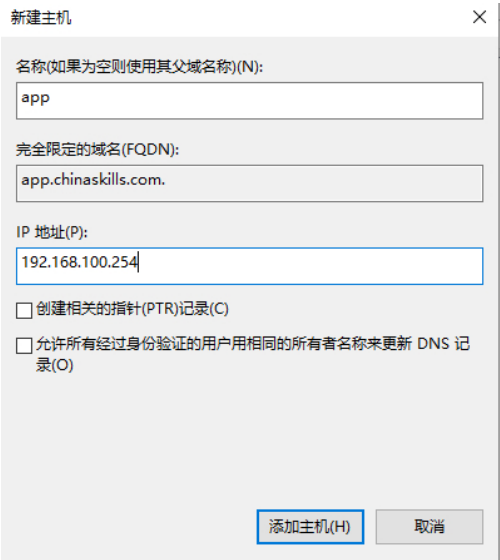 新建主机
名称(如果为空则使用其父域名称)(N):
app
完全限定的域名(FQDN):
app.chinaskills.com.
IP 地址(P):
192.168.100.254
创建相关的指针(PTR)记录(C)
允许所有经过身份验证的用户用相同的所有者名称来更新 DNS 记
录(O)
添加主机(H)
取消